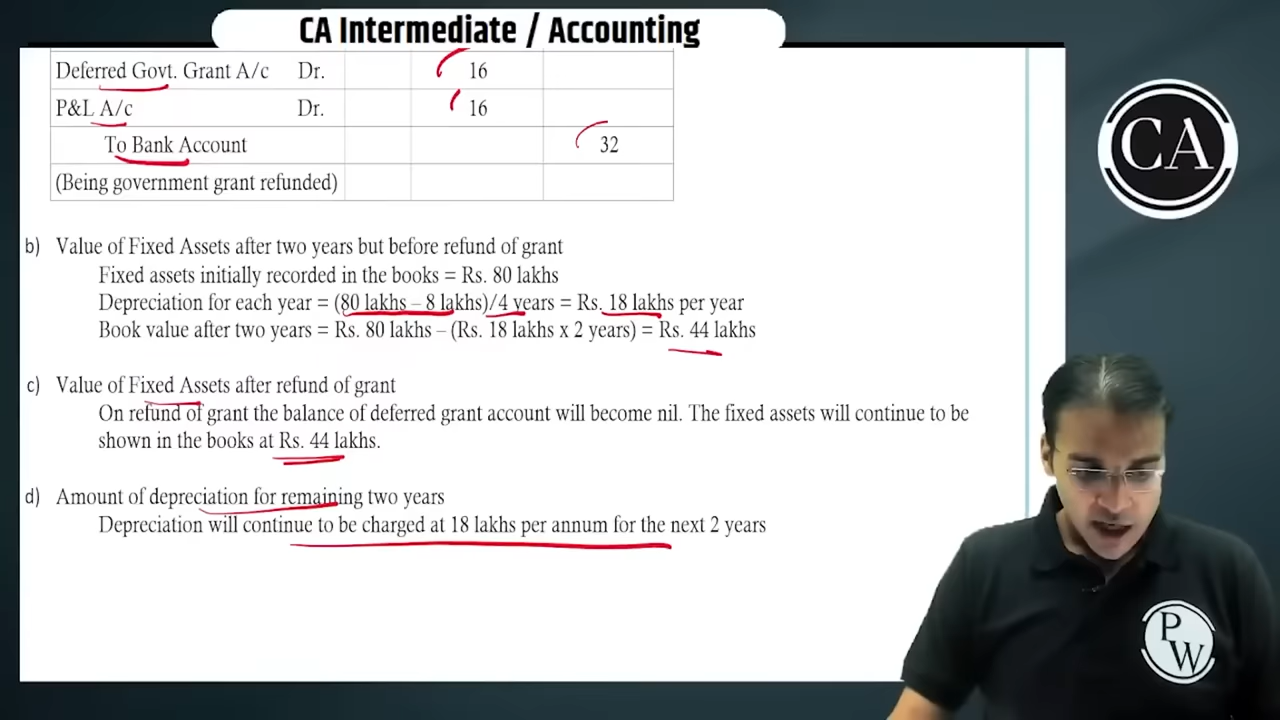 CA Intermediate / Accounting
Deferred Govt. Grant A/c Dr. 16
P&L A/c Dr. 16
To Bank Account 32
(Being government grant refunded)
b) Value of Fixed Assets after two years but before refund of grant
Fixed assets initially recorded in the books = Rs. 80 lakhs
Depreciation for each year = (80 lakhs – 8 lakhs)/4 years = Rs. 18 lakhs per year
Book value after two years = Rs. 80 lakhs – (Rs. 18 lakhs x 2 years) = Rs. 44 lakhs
c) Value of Fixed Assets after refund of grant
On refund of grant the balance of deferred grant account will become nil. The fixed assets will continue to be
shown in the books at Rs. 44 lakhs.
d) Amount of depreciation for remaining two years
Depreciation will continue to be charged at 18 lakhs per annum for the next 2 years
CA
P
W